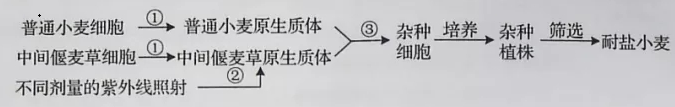 普通小麦细胞 ① 普通小麦原生质体
中间偃麦草细胞 ① 中间偃麦草原生质体 ③ 杂种细胞 培养 杂种植株 筛选 耐盐小麦
不同剂量的紫外线照射 ②